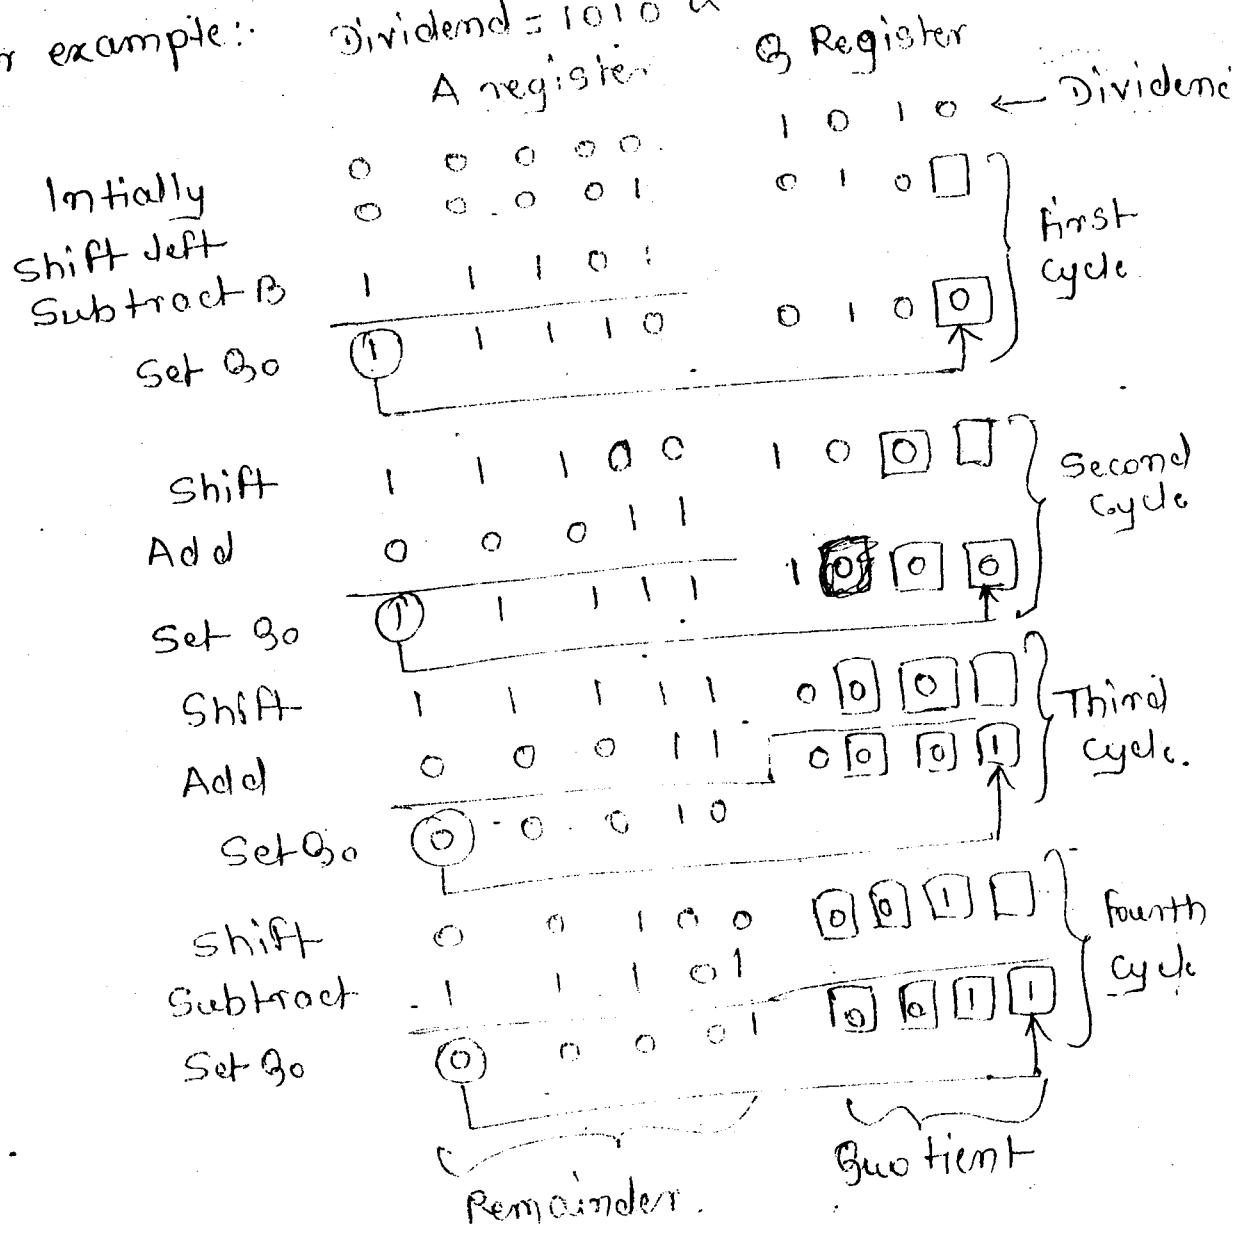 example:- Dividend = 1010
A register Q Register
Intially 0 0 0 0 0 1 0 1 0 ← Dividend
Shift left 0 0 0 0 1 0 1 0
Subtract B 1 1 1 0 1
Set Q0 1 1 1 1 0 0 1 0 0
First cycle
Shift 1 1 1 0 0 1 0 0
Add 0 0 0 1 1
Set Q0 1 1 1 1 1 1 0 0 0
Second cycle
Shift 1 1 1 1 1 0 0 0
Add 0 0 0 1 1 0 0 0 1
Set Q0 0 0 0 1 0
Third cycle.
Shift 0 0 1 0 0 0 0 1
Subtract 1 1 1 0 1
Set Q0 0 0 0 0 1 0 0 1 1
Fourth cycle
Remainder. Quotient